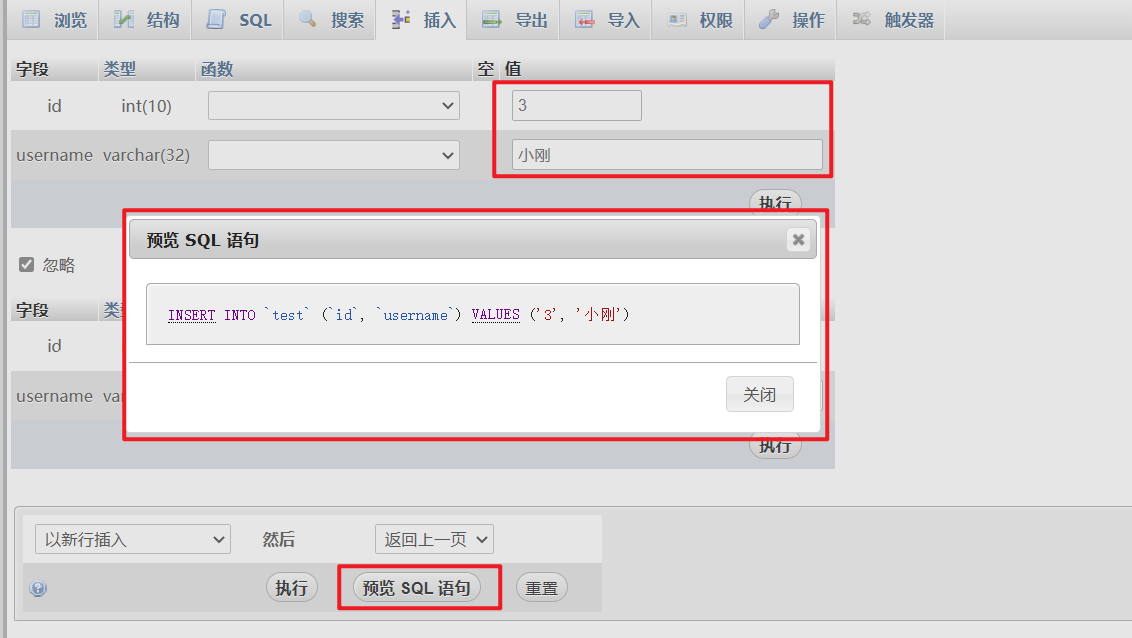 浏览 结构 SQL 搜索 插入 导出 导入 权限 操作 触发器
字段 类型 函数 空 值
id int(10) 3
username varchar(32) 小刚
执行
预览 SQL 语句
忽略
INSERT INTO `test` (`id`, `username`) VALUES ('3', '小刚')
字段
id
username
关闭
执行
以新行插入 然后 返回上一页
执行 预览 SQL 语句 重置